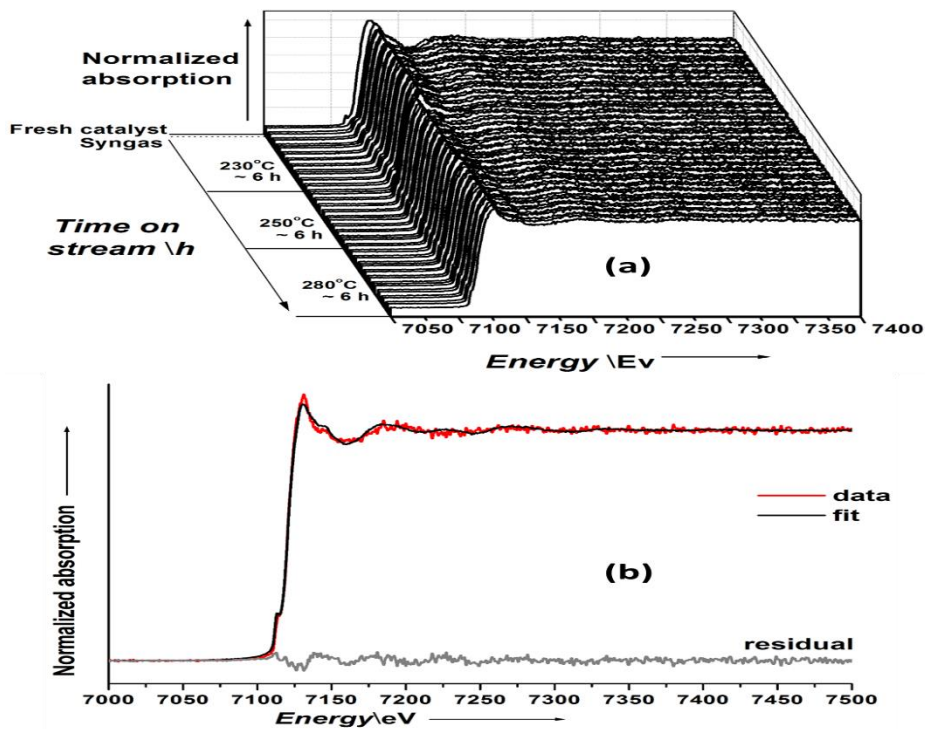 Normalized
absorption
Fresh catalyst
Syngas
230°C
~ 6 h
Time on
stream \h
250°C
~ 6 h
280°C
~ 6 h
(a)
7050 7100 7150 7200 7250 7300 7350 7400
Energy \Ev
Normalized absorption
data
fit
(b)
residual
7000 7050 7100 7150 7200 7250 7300 7350 7400 7450 7500
Energy\eV